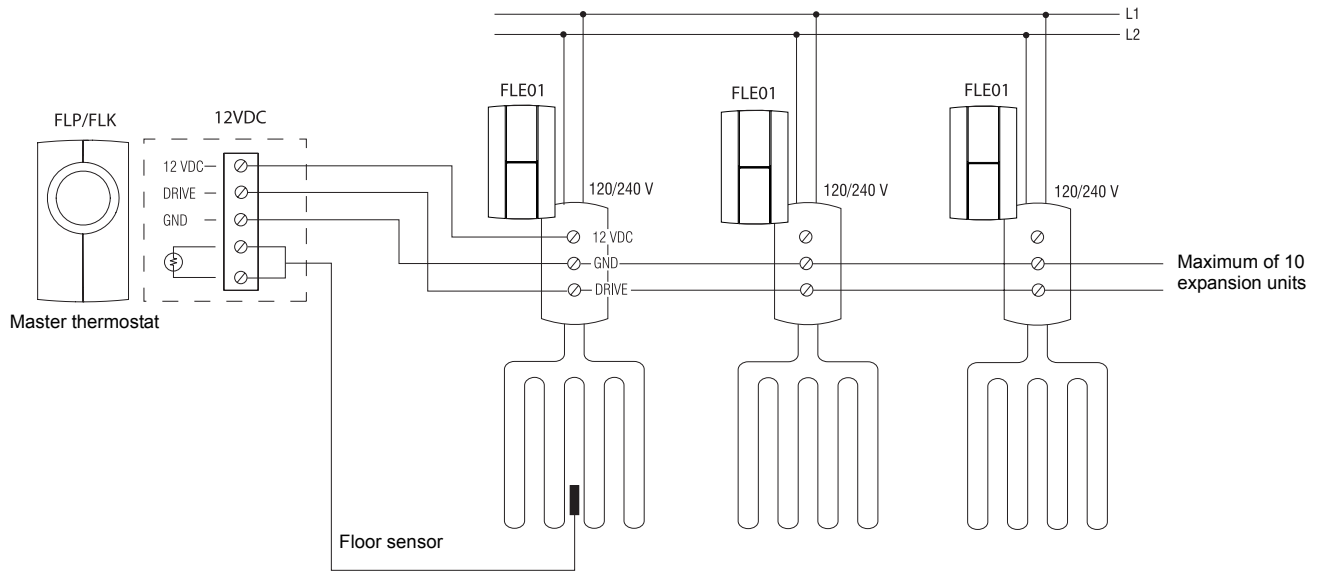 L1
L2
FLE01
FLE01
FLE01
FLP/FLK
12VDC
12 VDC
DRIVE
GND
120/240 V
120/240 V
120/240 V
12 VDC
GND
DRIVE
Maximum of 10
expansion units
Master thermostat
Floor sensor